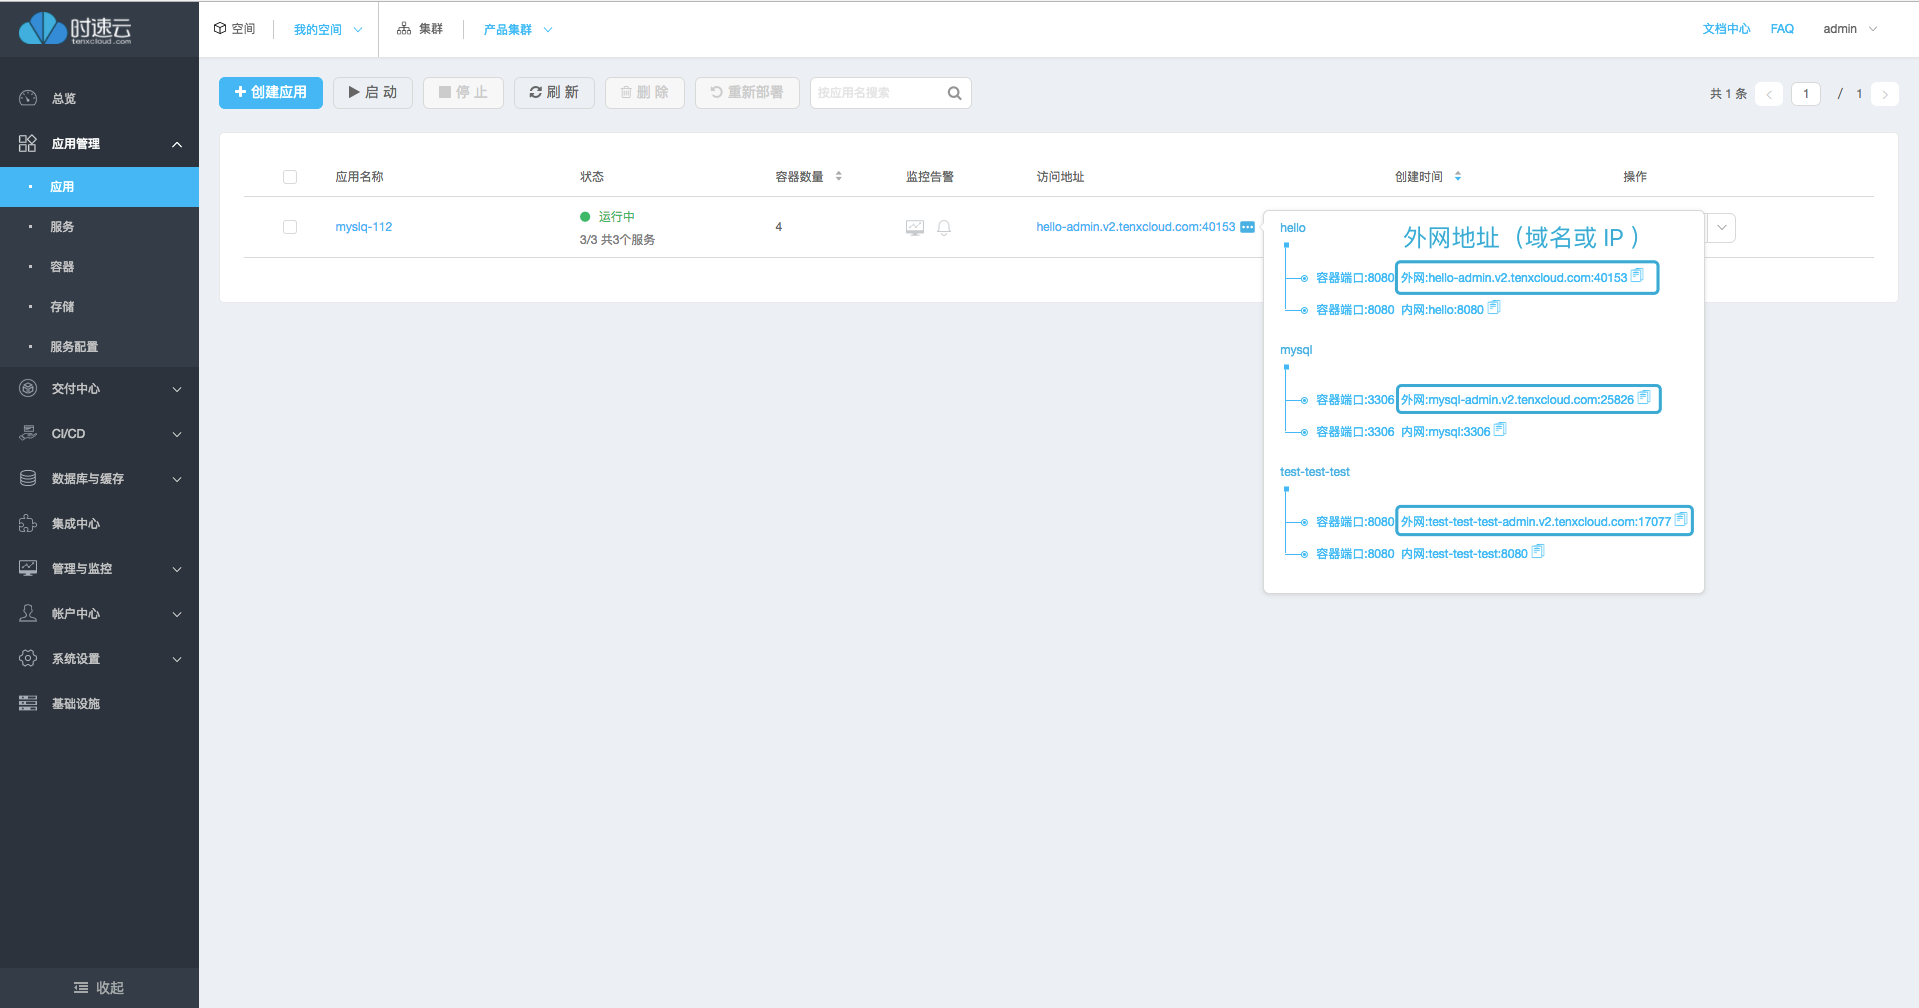 时速云
tenxcloud.com
空间
我的空间
集群
产品集群
文档中心
FAQ
admin
总览
应用管理
应用
服务
容器
存储
服务配置
交付中心
CI/CD
数据库与缓存
集成中心
管理与监控
帐户中心
系统设置
基础设施
收起
创建应用
启 动
停 止
刷 新
删 除
重新部署
按应用名搜索
共 1 条
1
/ 1
应用名称
状态
容器数量
监控告警
访问地址
创建时间
操作
myslq-112
运行中
3/3 共3个服务
4
hello-admin.v2.tenxcloud.com:40153
外网地址（域名或 IP ）
hello
容器端口:8080 外网:hello-admin.v2.tenxcloud.com:40153
容器端口:8080 内网:hello:8080
mysql
容器端口:3306 外网:mysql-admin.v2.tenxcloud.com:25826
容器端口:3306 内网:mysql:3306
test-test-test
容器端口:8080 外网:test-test-test-admin.v2.tenxcloud.com:17077
容器端口:8080 内网:test-test-test:8080